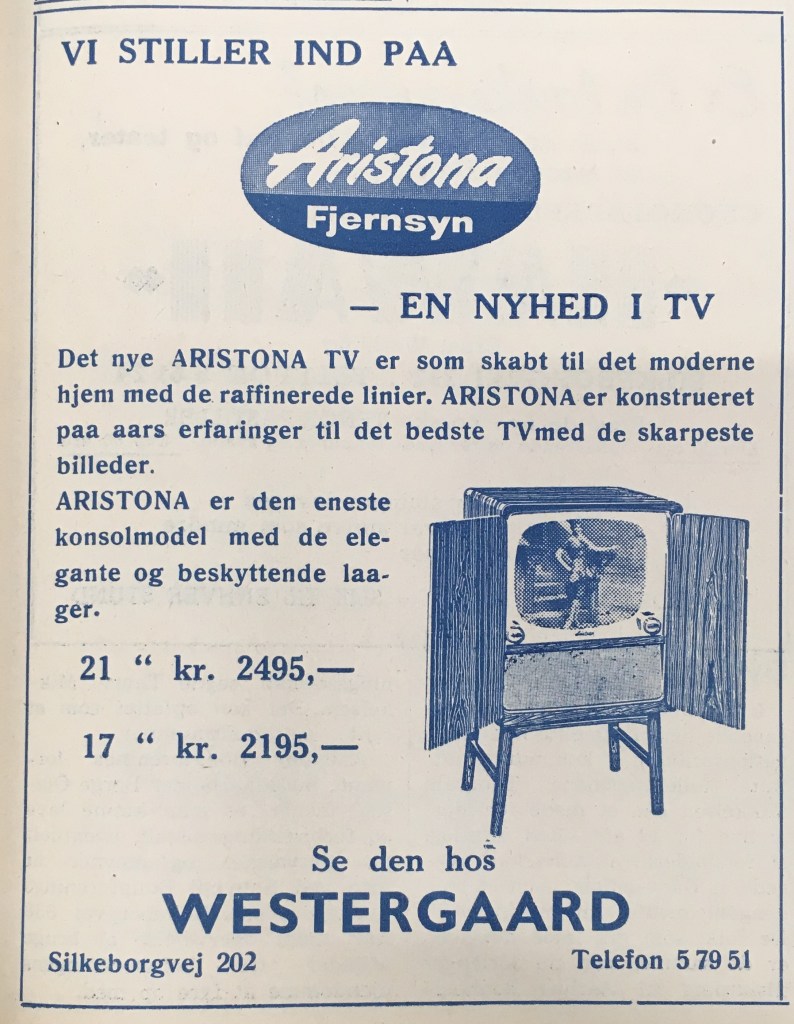 VI STILLER IND PAA
Aristona
Fjernsyn
— EN NYHED I TV
Det nye ARISTONA TV er som skabt til det moderne
hjem med de raffinerede linier. ARISTONA er konstrueret
paa aars erfaringer til det bedste TVmed de skarpeste
billeder.
ARISTONA er den eneste
konsolmodel med de ele-
gante og beskyttende laa-
ger.
21 “ kr. 2495,—
17 “ kr. 2195,—
Se den hos
WESTERGAARD
Silkeborgvej 202
Telefon 5 79 51